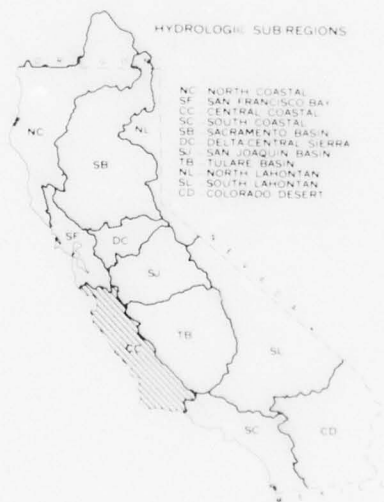 HYDROLOGIC SUB REGIONS
NC - NORTH COASTAL
SF - SAN FRANCISCO BAY
CC - CENTRAL COASTAL
SC - SOUTH COASTAL
SB - SACRAMENTO BASIN
DC - DELTA-CENTRAL SIERRA
SJ - SAN JOAQUIN BASIN
TB - TULARE BASIN
NL - NORTH LAHONTAN
SL - SOUTH LAHONTAN
CD - COLORADO DESERT
NC
NL
SB
SF
DC
SJ
CC
TB
SL
SC
CD